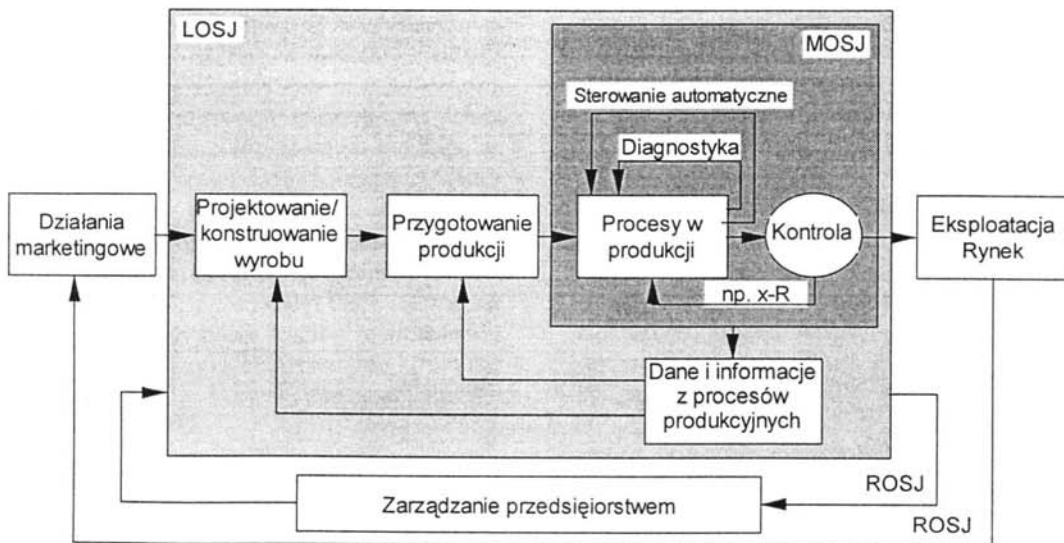 LOSJ
MOSJ
Sterowanie automatyczne
Diagnostyka
Działania
marketingowe
Projektowanie/
konstruowanie
wyrobu
Przygotowanie
produkcji
Procesy w
produkcji
Kontrola
Eksploatacja
Rynek
np. x-R
Dane i informacje
z procesów
produkcyjnych
Zarządzanie przedsięiorstwem
ROSJ
ROSJ